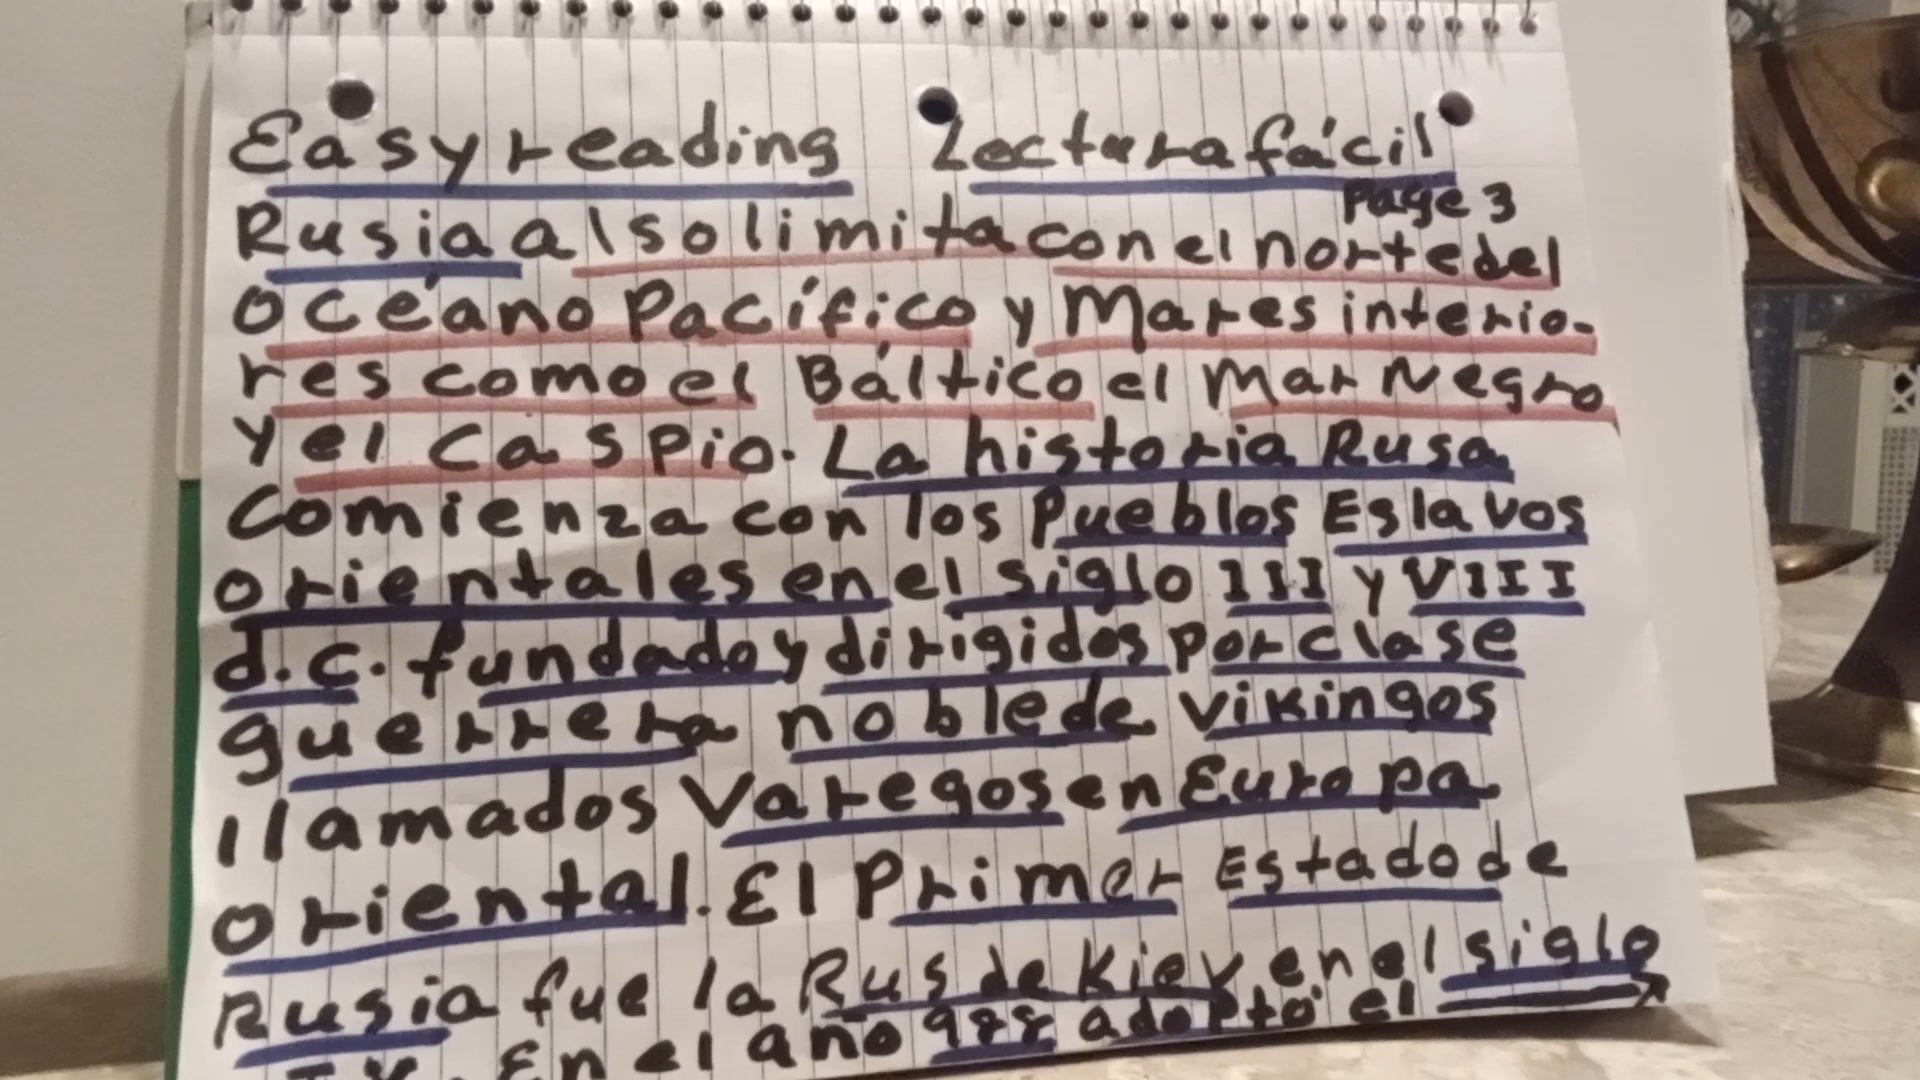 Easy reading Lectura fácil
Page 3
Rusia also limita con el norte del
océano Pacífico y Mares interio-
res como el Báltico el Mar Negro
y el Caspio. La historia Rusa
Comienza con los Pueblos Eslavos
orientales en el siglo III y VIII
d.c. fundado y dirigidos por clase
guerrera noble de vikingos
llamados Varegos en Europa
oriental. El Primer Estado de
Rusia fue la Rus de Kiev en el siglo
IX. En el año 988 adoptó el